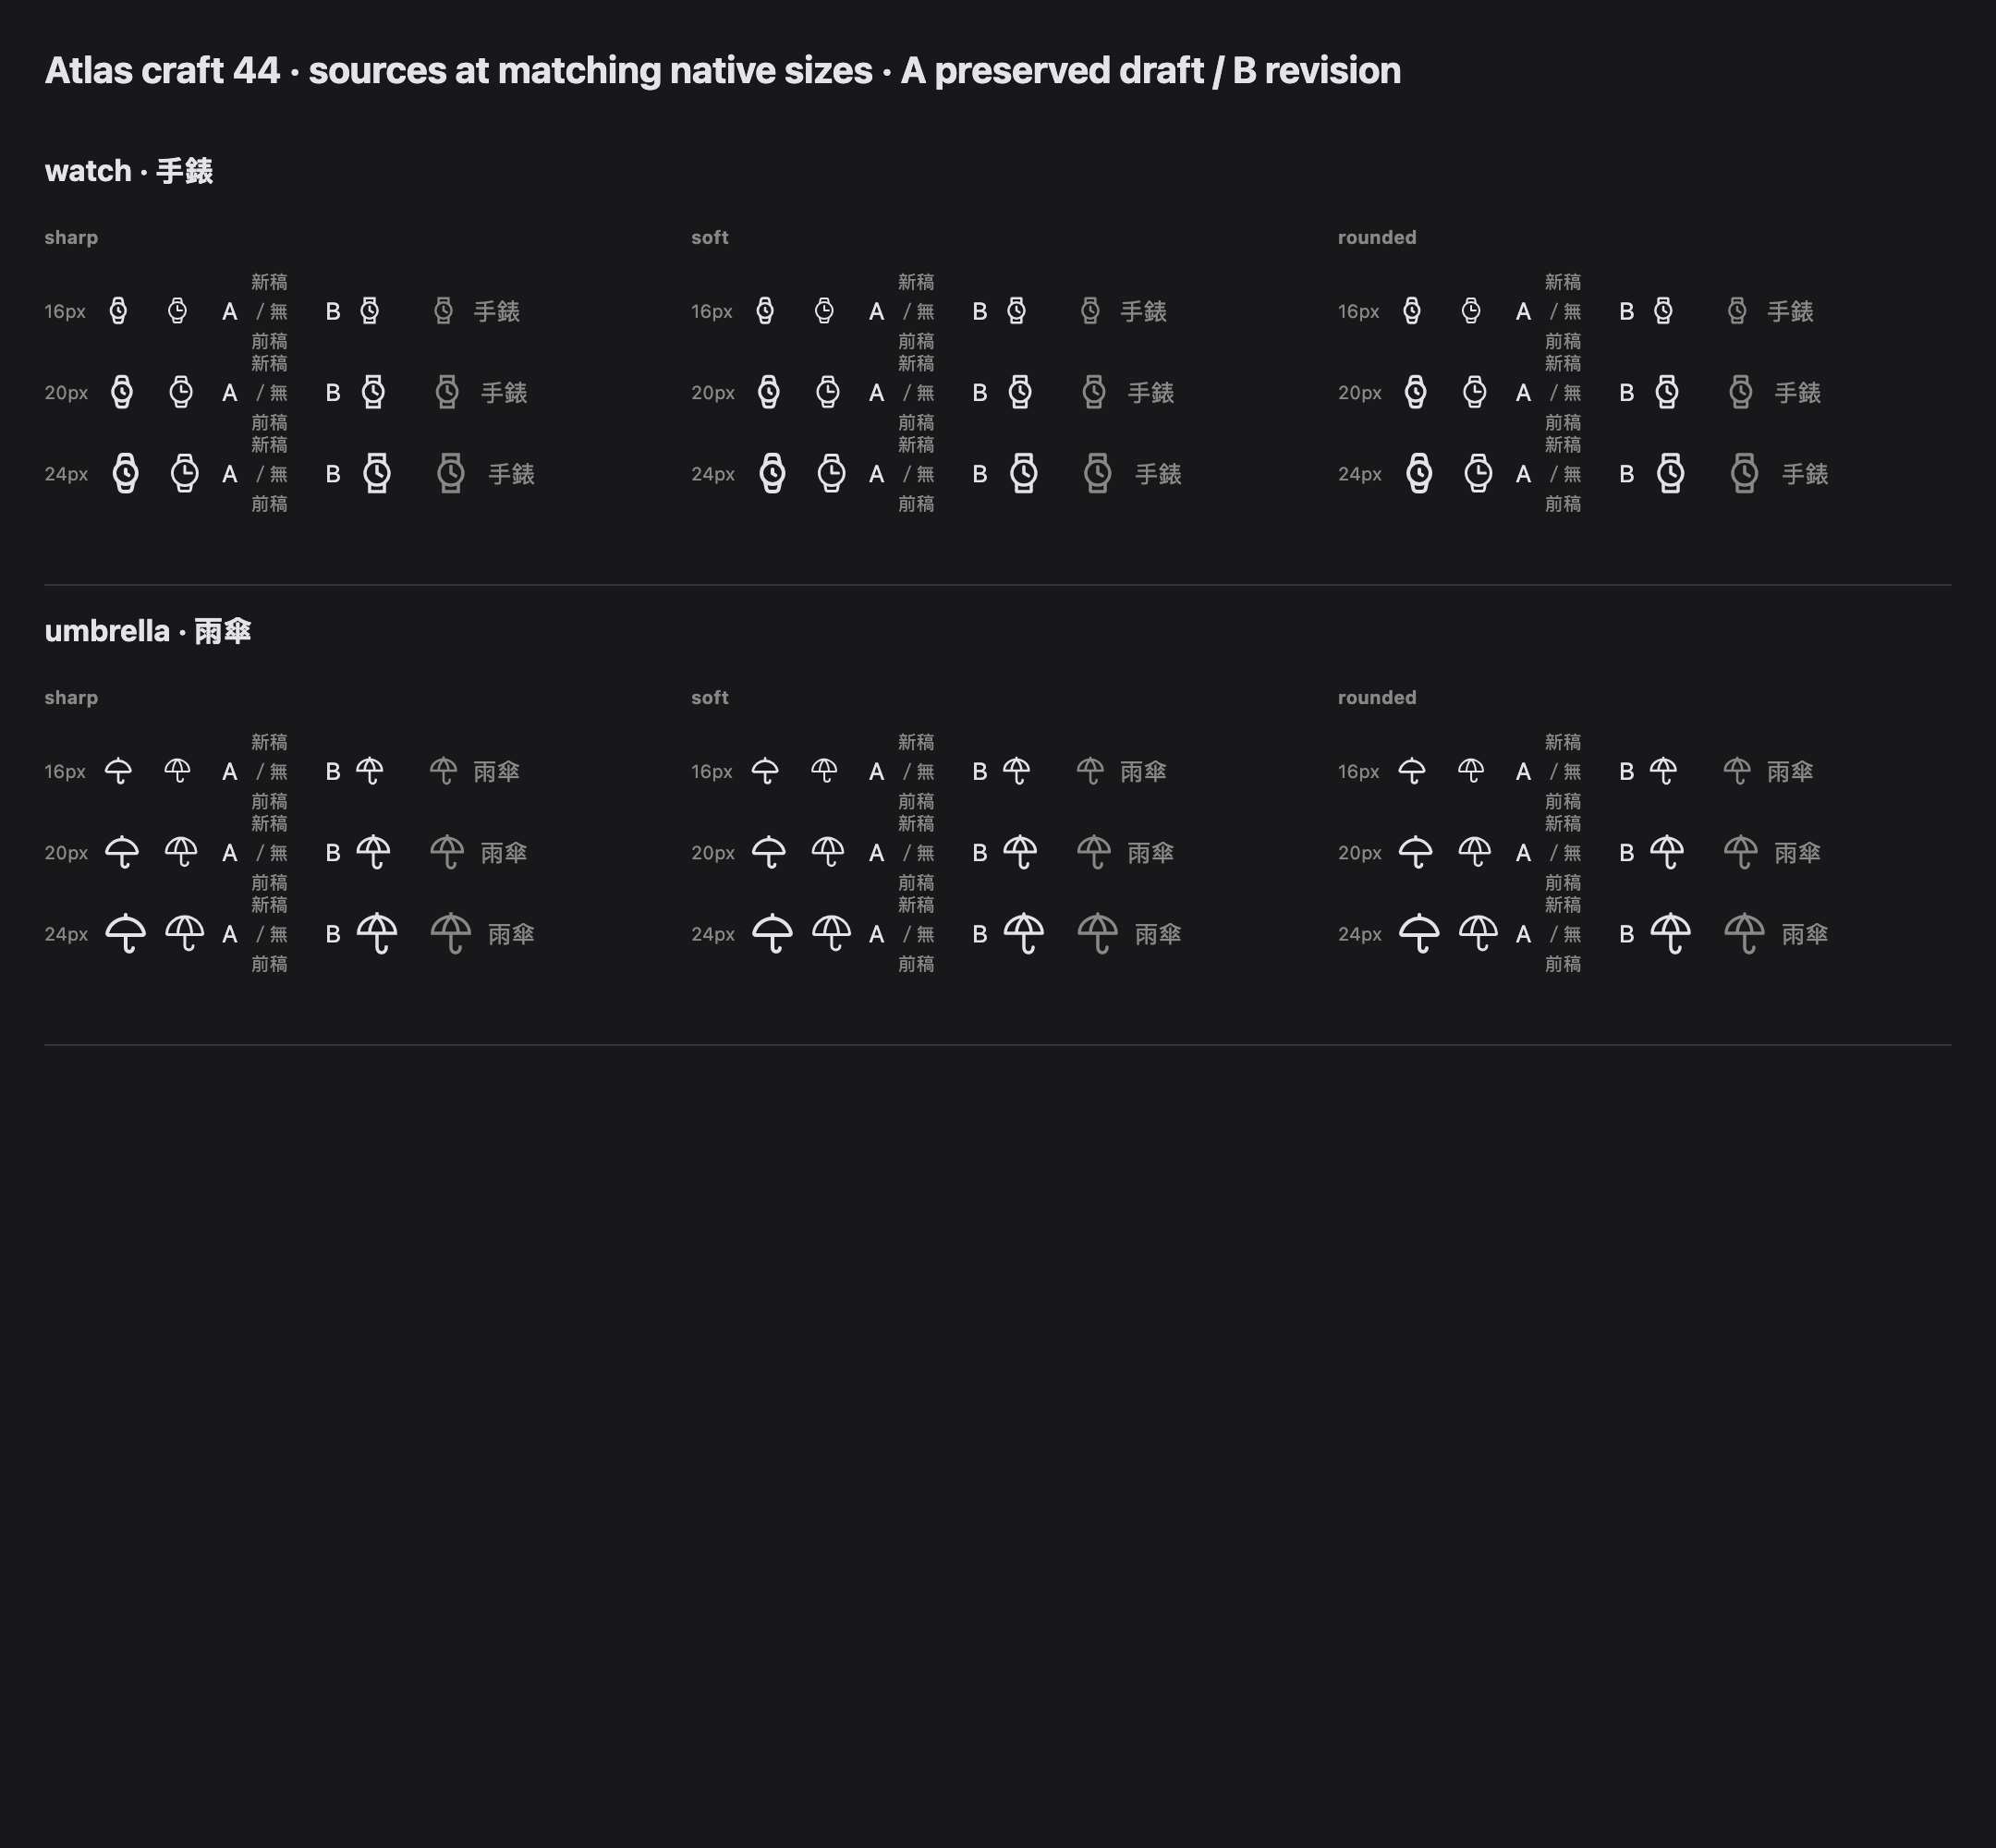 Atlas craft 44 · sources at matching native sizes · A preserved draft / B revision
watch · 手錶
sharp
16px A 新稿 / 無前稿 B 手錶
20px A 新稿 / 無前稿 B 手錶
24px A 新稿 / 無前稿 B 手錶
soft
16px A 新稿 / 無前稿 B 手錶
20px A 新稿 / 無前稿 B 手錶
24px A 新稿 / 無前稿 B 手錶
rounded
16px A 新稿 / 無前稿 B 手錶
20px A 新稿 / 無前稿 B 手錶
24px A 新稿 / 無前稿 B 手錶
umbrella · 雨傘
sharp
16px A 新稿 / 無前稿 B 雨傘
20px A 新稿 / 無前稿 B 雨傘
24px A 新稿 / 無前稿 B 雨傘
soft
16px A 新稿 / 無前稿 B 雨傘
20px A 新稿 / 無前稿 B 雨傘
24px A 新稿 / 無前稿 B 雨傘
rounded
16px A 新稿 / 無前稿 B 雨傘
20px A 新稿 / 無前稿 B 雨傘
24px A 新稿 / 無前稿 B 雨傘